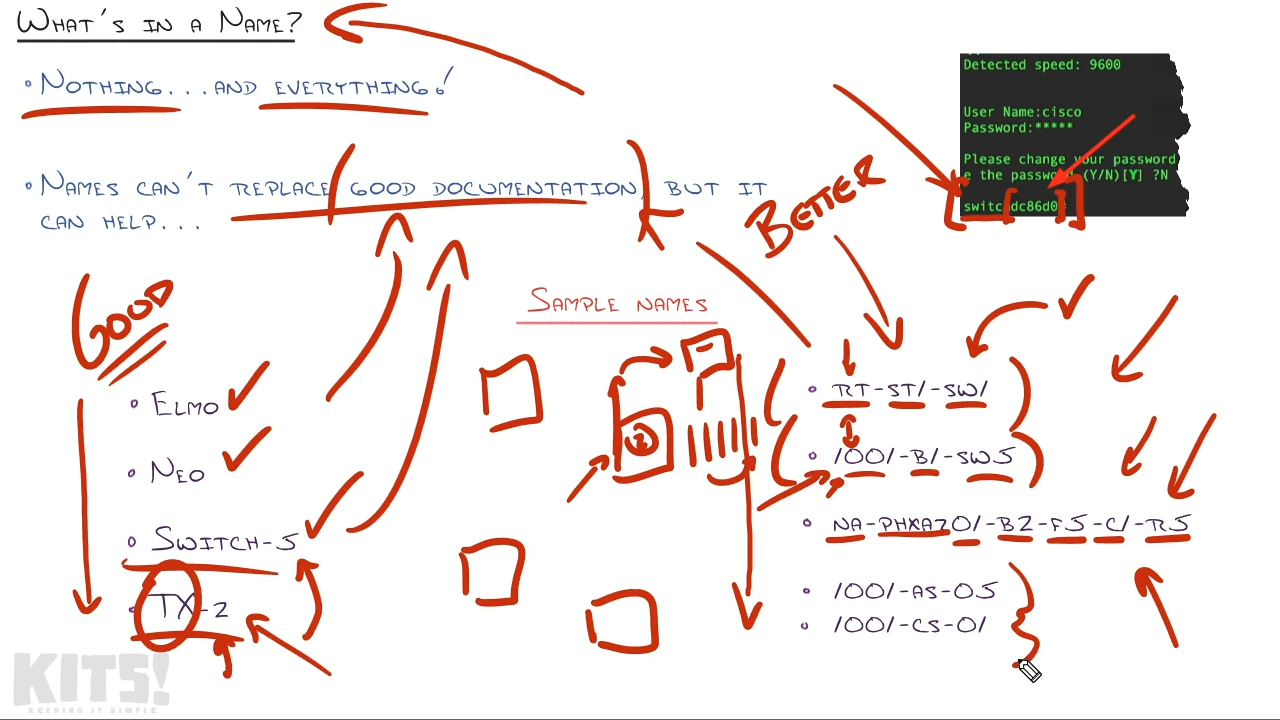 What's in a Name?
• Nothing...and everything!
• Names can't replace good documentation, but it
can help...
Detected speed: 9600
User Name:cisco
Password:*****
Please change your password
e the password (Y/N)[Y] ?N
Better
Good
Sample names
• Elmo
• Neo
• Switch-5
• TX-2
• RT-ST1-SW1
• 1001-B1-SW5
• NA-PHXAZ01-B2-F5-C1-R5
• 1001-AS-05
• 1001-CS-01
KITS!
KEEPING IT SIMPLE